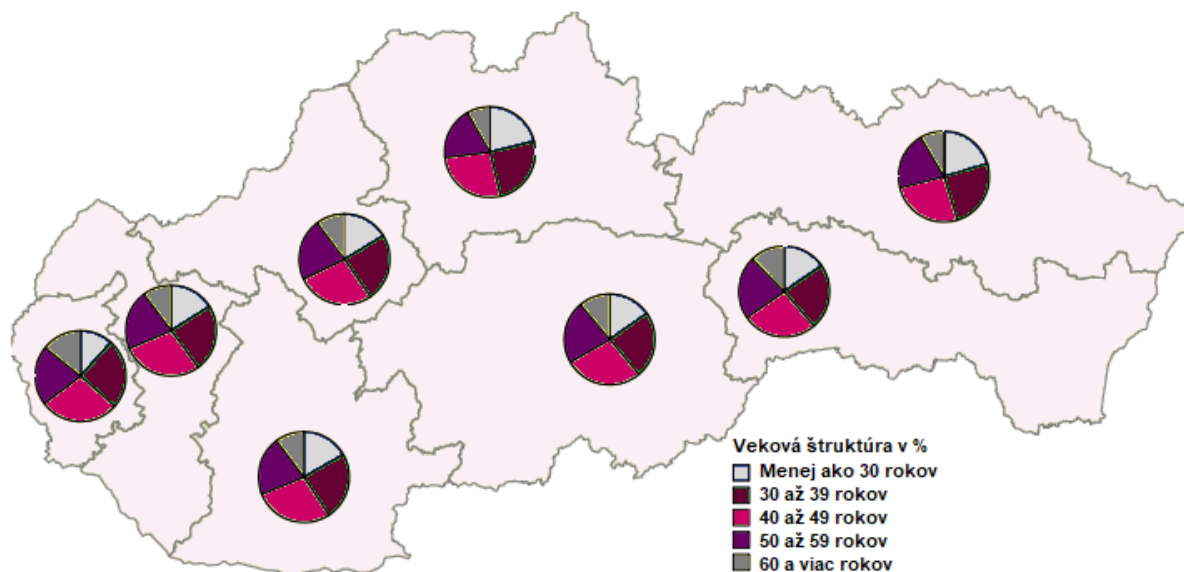 Veková štruktúra v %
Menej ako 30 rokov
30 až 39 rokov
40 až 49 rokov
50 až 59 rokov
60 a viac rokov